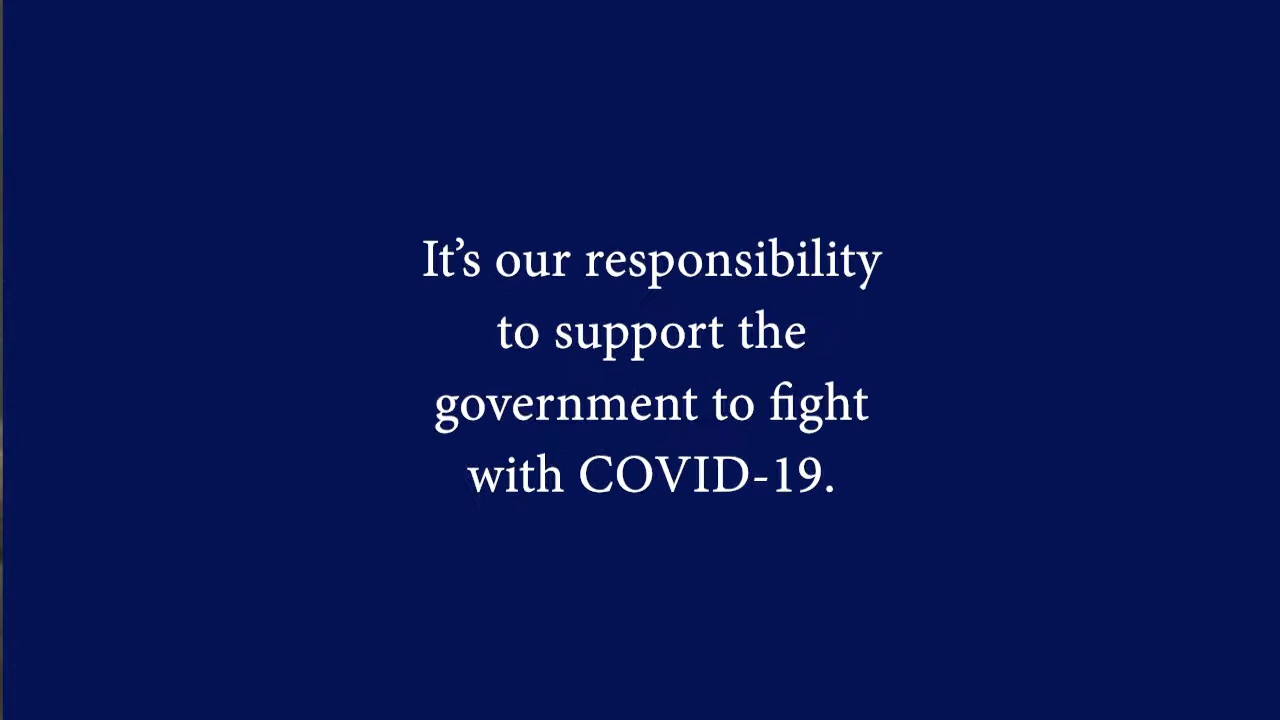 It’s our responsibility
to support the
government to fight
with COVID-19.